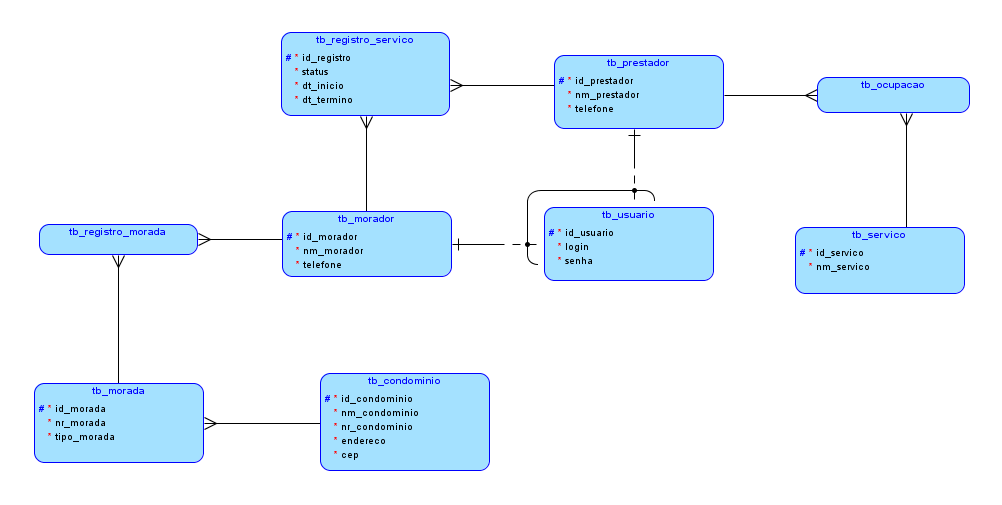 tb_registro_servico
# * id_registro
* status
* dt_inicio
* dt_termino
tb_prestador
# * id_prestador
* nm_prestador
* telefone
tb_ocupacao
tb_registro_morada
tb_morador
# * id_morador
* nm_morador
* telefone
tb_usuario
# * id_usuario
* login
* senha
tb_servico
# * id_servico
* nm_servico
tb_morada
# * id_morada
* nr_morada
* tipo_morada
tb_condominio
# * id_condominio
* nm_condominio
* nr_condominio
* endereco
* cep